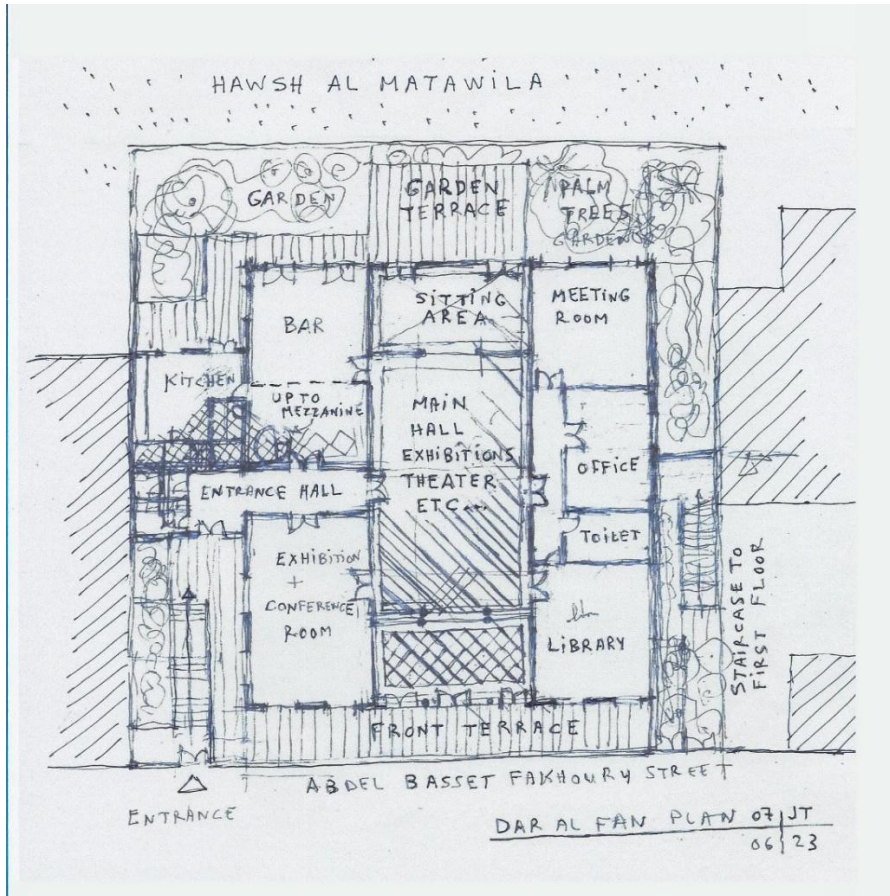 HAWSH AL MATAWILA
GARDEN
GARDEN
TERRACE
PALM
TREES
GARDEN
BAR
SITTING
AREA
MEETING
ROOM
KITCHEN
UP TO
MEZZANINE
MAIN
HALL
EXHIBITIONS
THEATER
ETC...
OFFICE
ENTRANCE HALL
TOILET
EXHIBITION
+
CONFERENCE
ROOM
LIBRARY
STAIRCASE TO
FIRST FLOOR
FRONT TERRACE
ABDEL BASSET FAKHOURY STREET
ENTRANCE
DAR AL FAN PLAN 07 JT
06 23